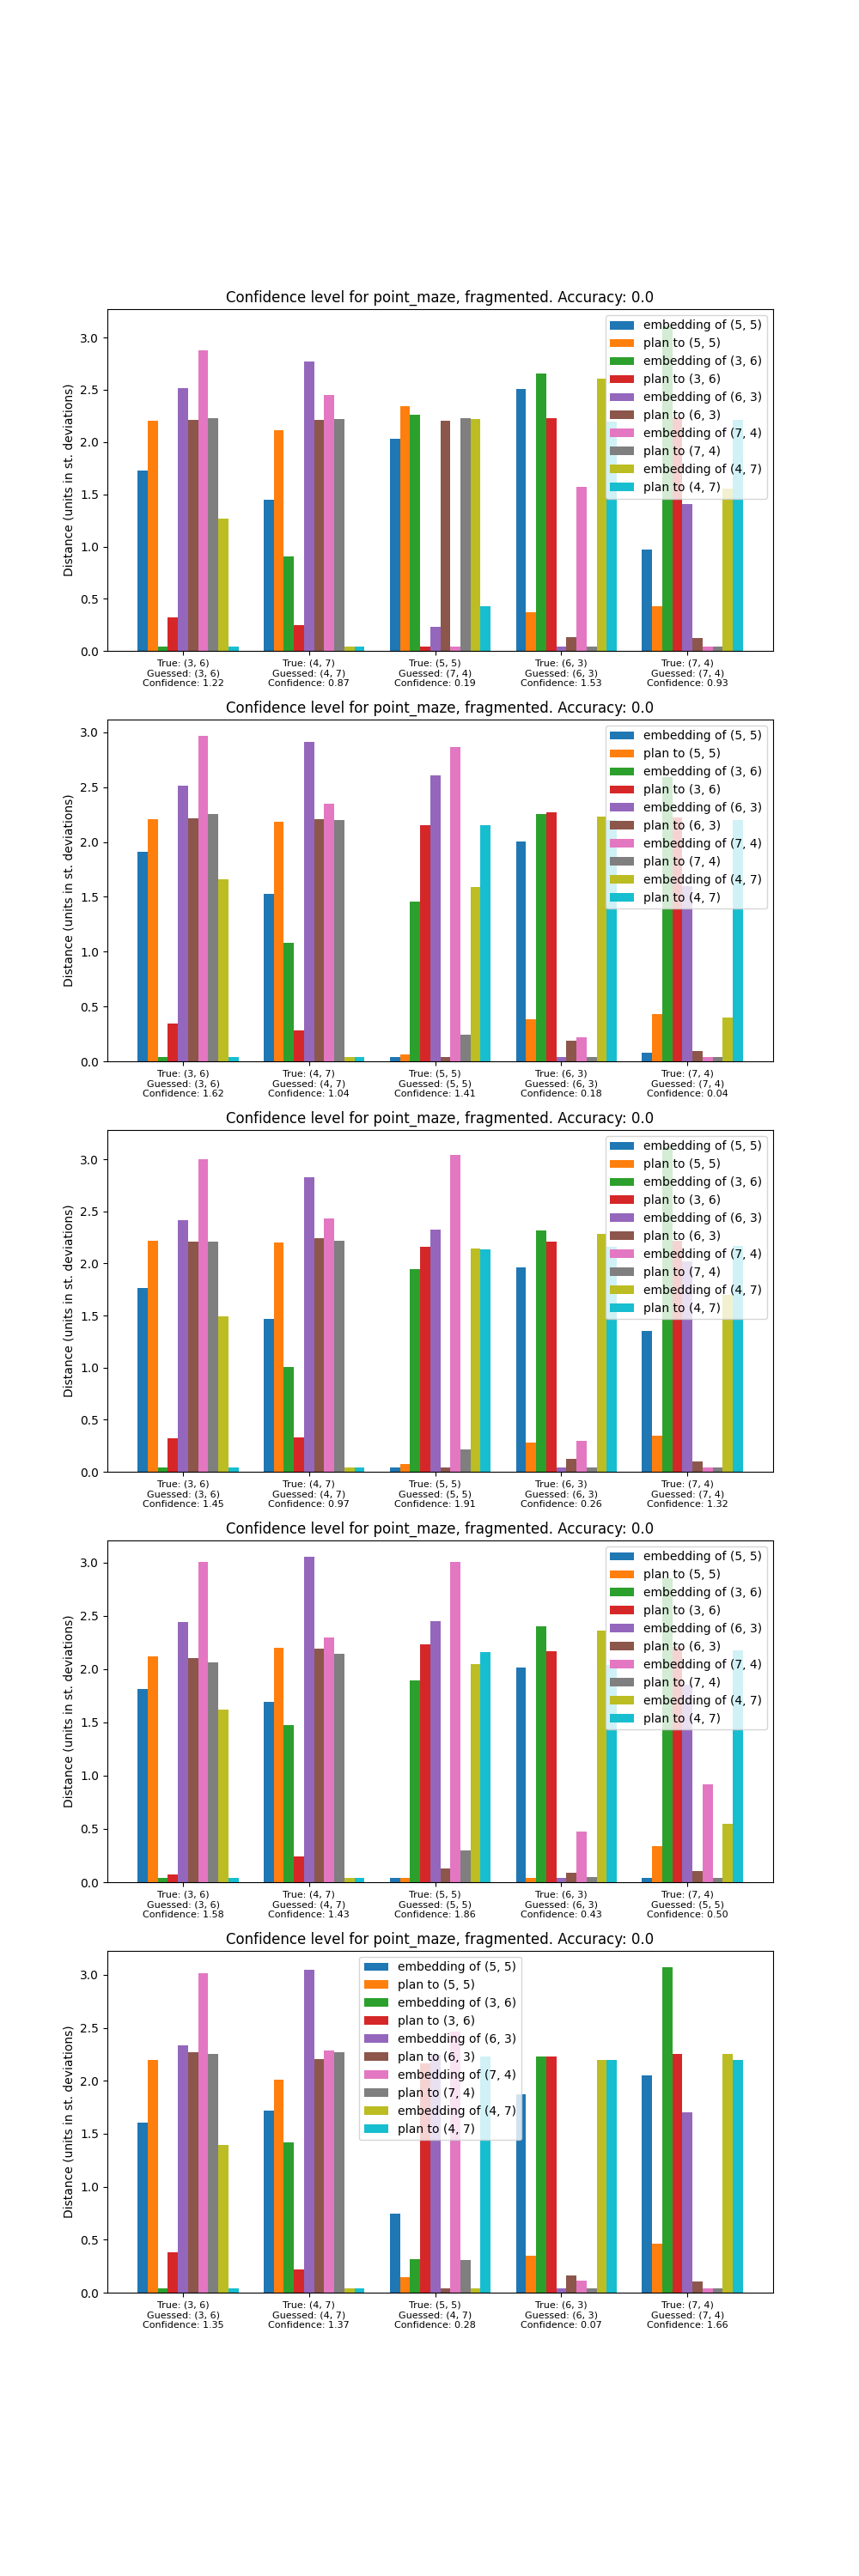 Confidence level for point_maze, fragmented. Accuracy: 0.0
Distance (units in st. deviations)
3.0
2.5
2.0
1.5
1.0
0.5
0.0
embedding of (5, 5)
plan to (5, 5)
embedding of (3, 6)
plan to (3, 6)
embedding of (6, 3)
plan to (6, 3)
embedding of (7, 4)
plan to (7, 4)
embedding of (4, 7)
plan to (4, 7)
True: (3, 6) True: (4, 7) True: (5, 5) True: (6, 3) True: (7, 4)
Guessed: (3, 6) Guessed: (4, 7) Guessed: (7, 4) Guessed: (6, 3) Guessed: (7, 4)
Confidence: 1.22 Confidence: 0.87 Confidence: 0.19 Confidence: 1.53 Confidence: 0.93
Confidence level for point_maze, fragmented. Accuracy: 0.0
Distance (units in st. deviations)
3.0
2.5
2.0
1.5
1.0
0.5
0.0
embedding of (5, 5)
plan to (5, 5)
embedding of (3, 6)
plan to (3, 6)
embedding of (6, 3)
plan to (6, 3)
embedding of (7, 4)
plan to (7, 4)
embedding of (4, 7)
plan to (4, 7)
True: (3, 6) True: (4, 7) True: (5, 5) True: (6, 3) True: (7, 4)
Guessed: (3, 6) Guessed: (4, 7) Guessed: (5, 5) Guessed: (6, 3) Guessed: (7, 4)
Confidence: 1.62 Confidence: 1.04 Confidence: 1.41 Confidence: 0.18 Confidence: 0.04
Confidence level for point_maze, fragmented. Accuracy: 0.0
Distance (units in st. deviations)
3.0
2.5
2.0
1.5
1.0
0.5
0.0
embedding of (5, 5)
plan to (5, 5)
embedding of (3, 6)
plan to (3, 6)
embedding of (6, 3)
plan to (6, 3)
embedding of (7, 4)
plan to (7, 4)
embedding of (4, 7)
plan to (4, 7)
True: (3, 6) True: (4, 7) True: (5, 5) True: (6, 3) True: (7, 4)
Guessed: (3, 6) Guessed: (4, 7) Guessed: (5, 5) Guessed: (6, 3) Guessed: (7, 4)
Confidence: 1.45 Confidence: 0.97 Confidence: 1.91 Confidence: 0.26 Confidence: 1.32
Confidence level for point_maze, fragmented. Accuracy: 0.0
Distance (units in st. deviations)
3.0
2.5
2.0
1.5
1.0
0.5
0.0
embedding of (5, 5)
plan to (5, 5)
embedding of (3, 6)
plan to (3, 6)
embedding of (6, 3)
plan to (6, 3)
embedding of (7, 4)
plan to (7, 4)
embedding of (4, 7)
plan to (4, 7)
True: (3, 6) True: (4, 7) True: (5, 5) True: (6, 3) True: (7, 4)
Guessed: (3, 6) Guessed: (4, 7) Guessed: (5, 5) Guessed: (6, 3) Guessed: (5, 5)
Confidence: 1.58 Confidence: 1.43 Confidence: 1.86 Confidence: 0.43 Confidence: 0.50
Confidence level for point_maze, fragmented. Accuracy: 0.0
Distance (units in st. deviations)
3.0
2.5
2.0
1.5
1.0
0.5
0.0
embedding of (5, 5)
plan to (5, 5)
embedding of (3, 6)
plan to (3, 6)
embedding of (6, 3)
plan to (6, 3)
embedding of (7, 4)
plan to (7, 4)
embedding of (4, 7)
plan to (4, 7)
True: (3, 6) True: (4, 7) True: (5, 5) True: (6, 3) True: (7, 4)
Guessed: (3, 6) Guessed: (4, 7) Guessed: (4, 7) Guessed: (6, 3) Guessed: (7, 4)
Confidence: 1.35 Confidence: 1.37 Confidence: 0.28 Confidence: 0.07 Confidence: 1.66